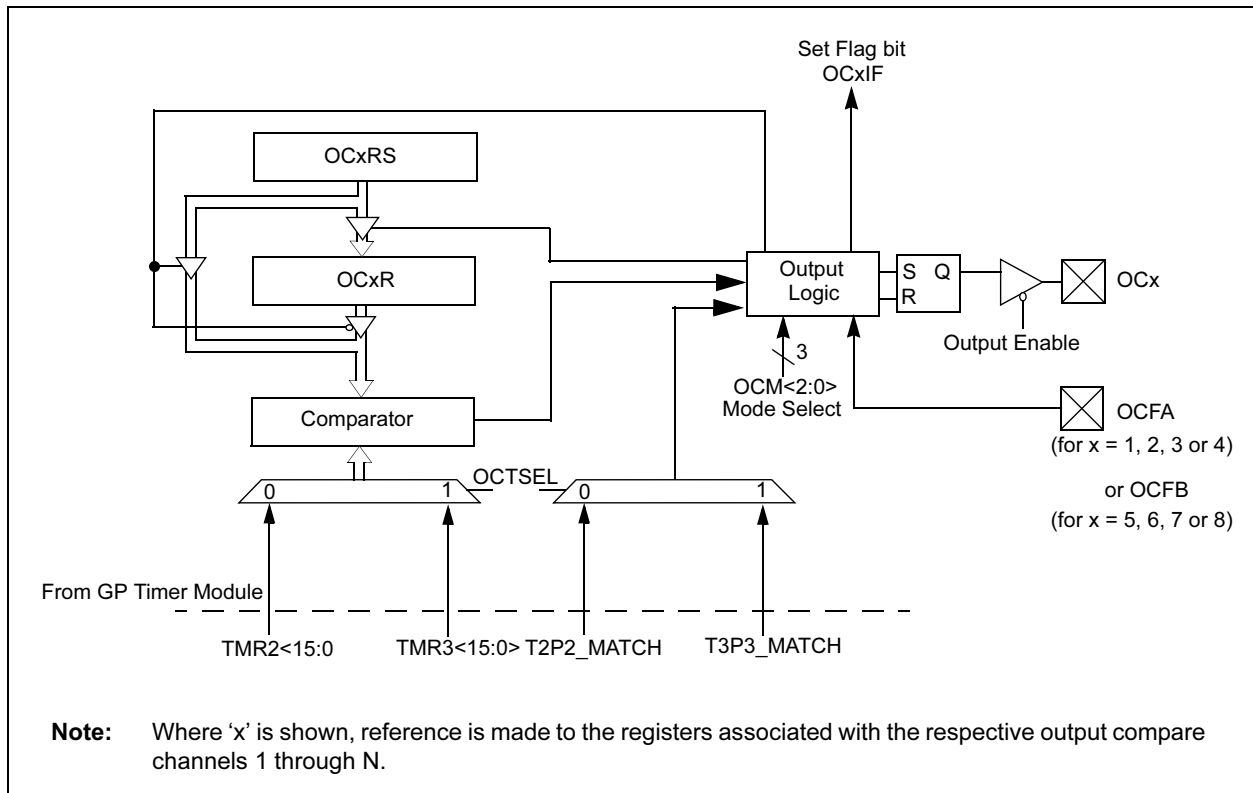 Set Flag bit
OCxIF
OCxRS
OCxR
Output
Logic
S Q
R
OCx
Output Enable
3
OCM<2:0>
Mode Select
Comparator
OCFA
(for x = 1, 2, 3 or 4)
or OCFB
(for x = 5, 6, 7 or 8)
0 1 OCTSEL 0 1
From GP Timer Module
TMR2<15:0 TMR3<15:0> T2P2_MATCH T3P3_MATCH
Note: Where ‘x’ is shown, reference is made to the registers associated with the respective output compare
channels 1 through N.